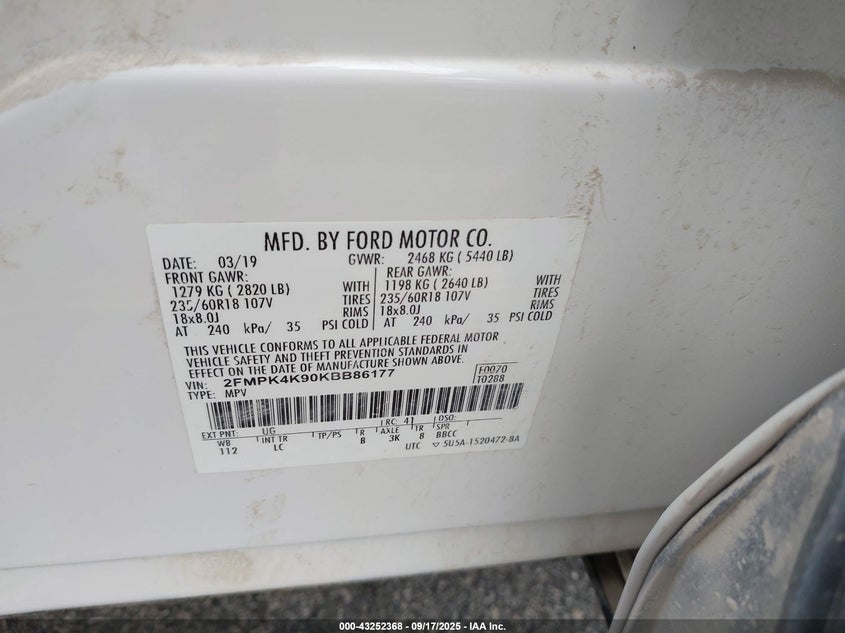 MFD. BY FORD MOTOR CO.
DATE: 03/19 GVWR: 2468 KG ( 5440 LB)
FRONT GAWR: REAR GAWR:
1279 KG ( 2820 LB) WITH 1198 KG ( 2640 LB) WITH
235/60R18 107V TIRES 235/60R18 107V TIRES
18x8.0J RIMS 18x8.0J RIMS
AT 240 kPa/ 35 PSI COLD AT 240 kPa/ 35 PSI COLD
THIS VEHICLE CONFORMS TO ALL APPLICABLE FEDERAL MOTOR
VEHICLE SAFETY AND THEFT PREVENTION STANDARDS IN
EFFECT ON THE DATE OF MANUFACTURE SHOWN ABOVE.
VIN: 2FMPK4K90KBB86177 F0070
TYPE: MPV T0288
EXT PNT: UG RC: 41 DSO:
WB INT TR TP/PS R AXLE TR SPR
112 LC B 3K B BBCC
UTC ▽ 5U5A-1520472-BA
000-43252368 - 09/17/2025 - IAA Inc.